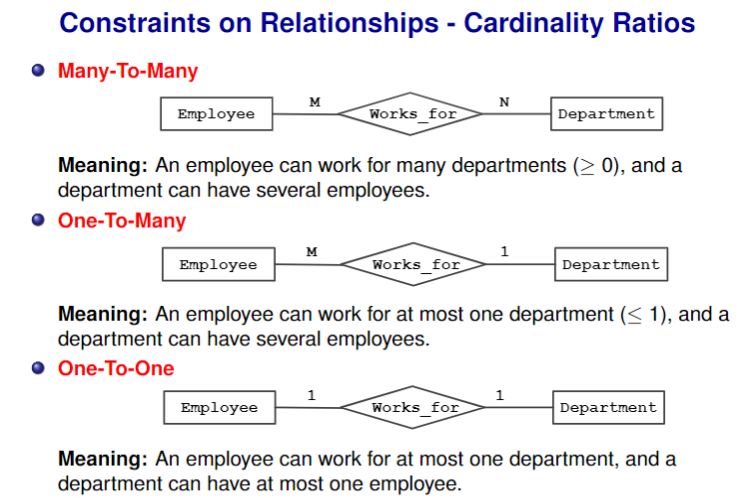 Constraints on Relationships - Cardinality Ratios
Many-To-Many
Employee M Works_for N Department
Meaning: An employee can work for many departments (≥ 0), and a
department can have several employees.
One-To-Many
Employee M Works_for 1 Department
Meaning: An employee can work for at most one department (≤ 1), and a
department can have several employees.
One-To-One
Employee 1 Works_for 1 Department
Meaning: An employee can work for at most one department, and a
department can have at most one employee.